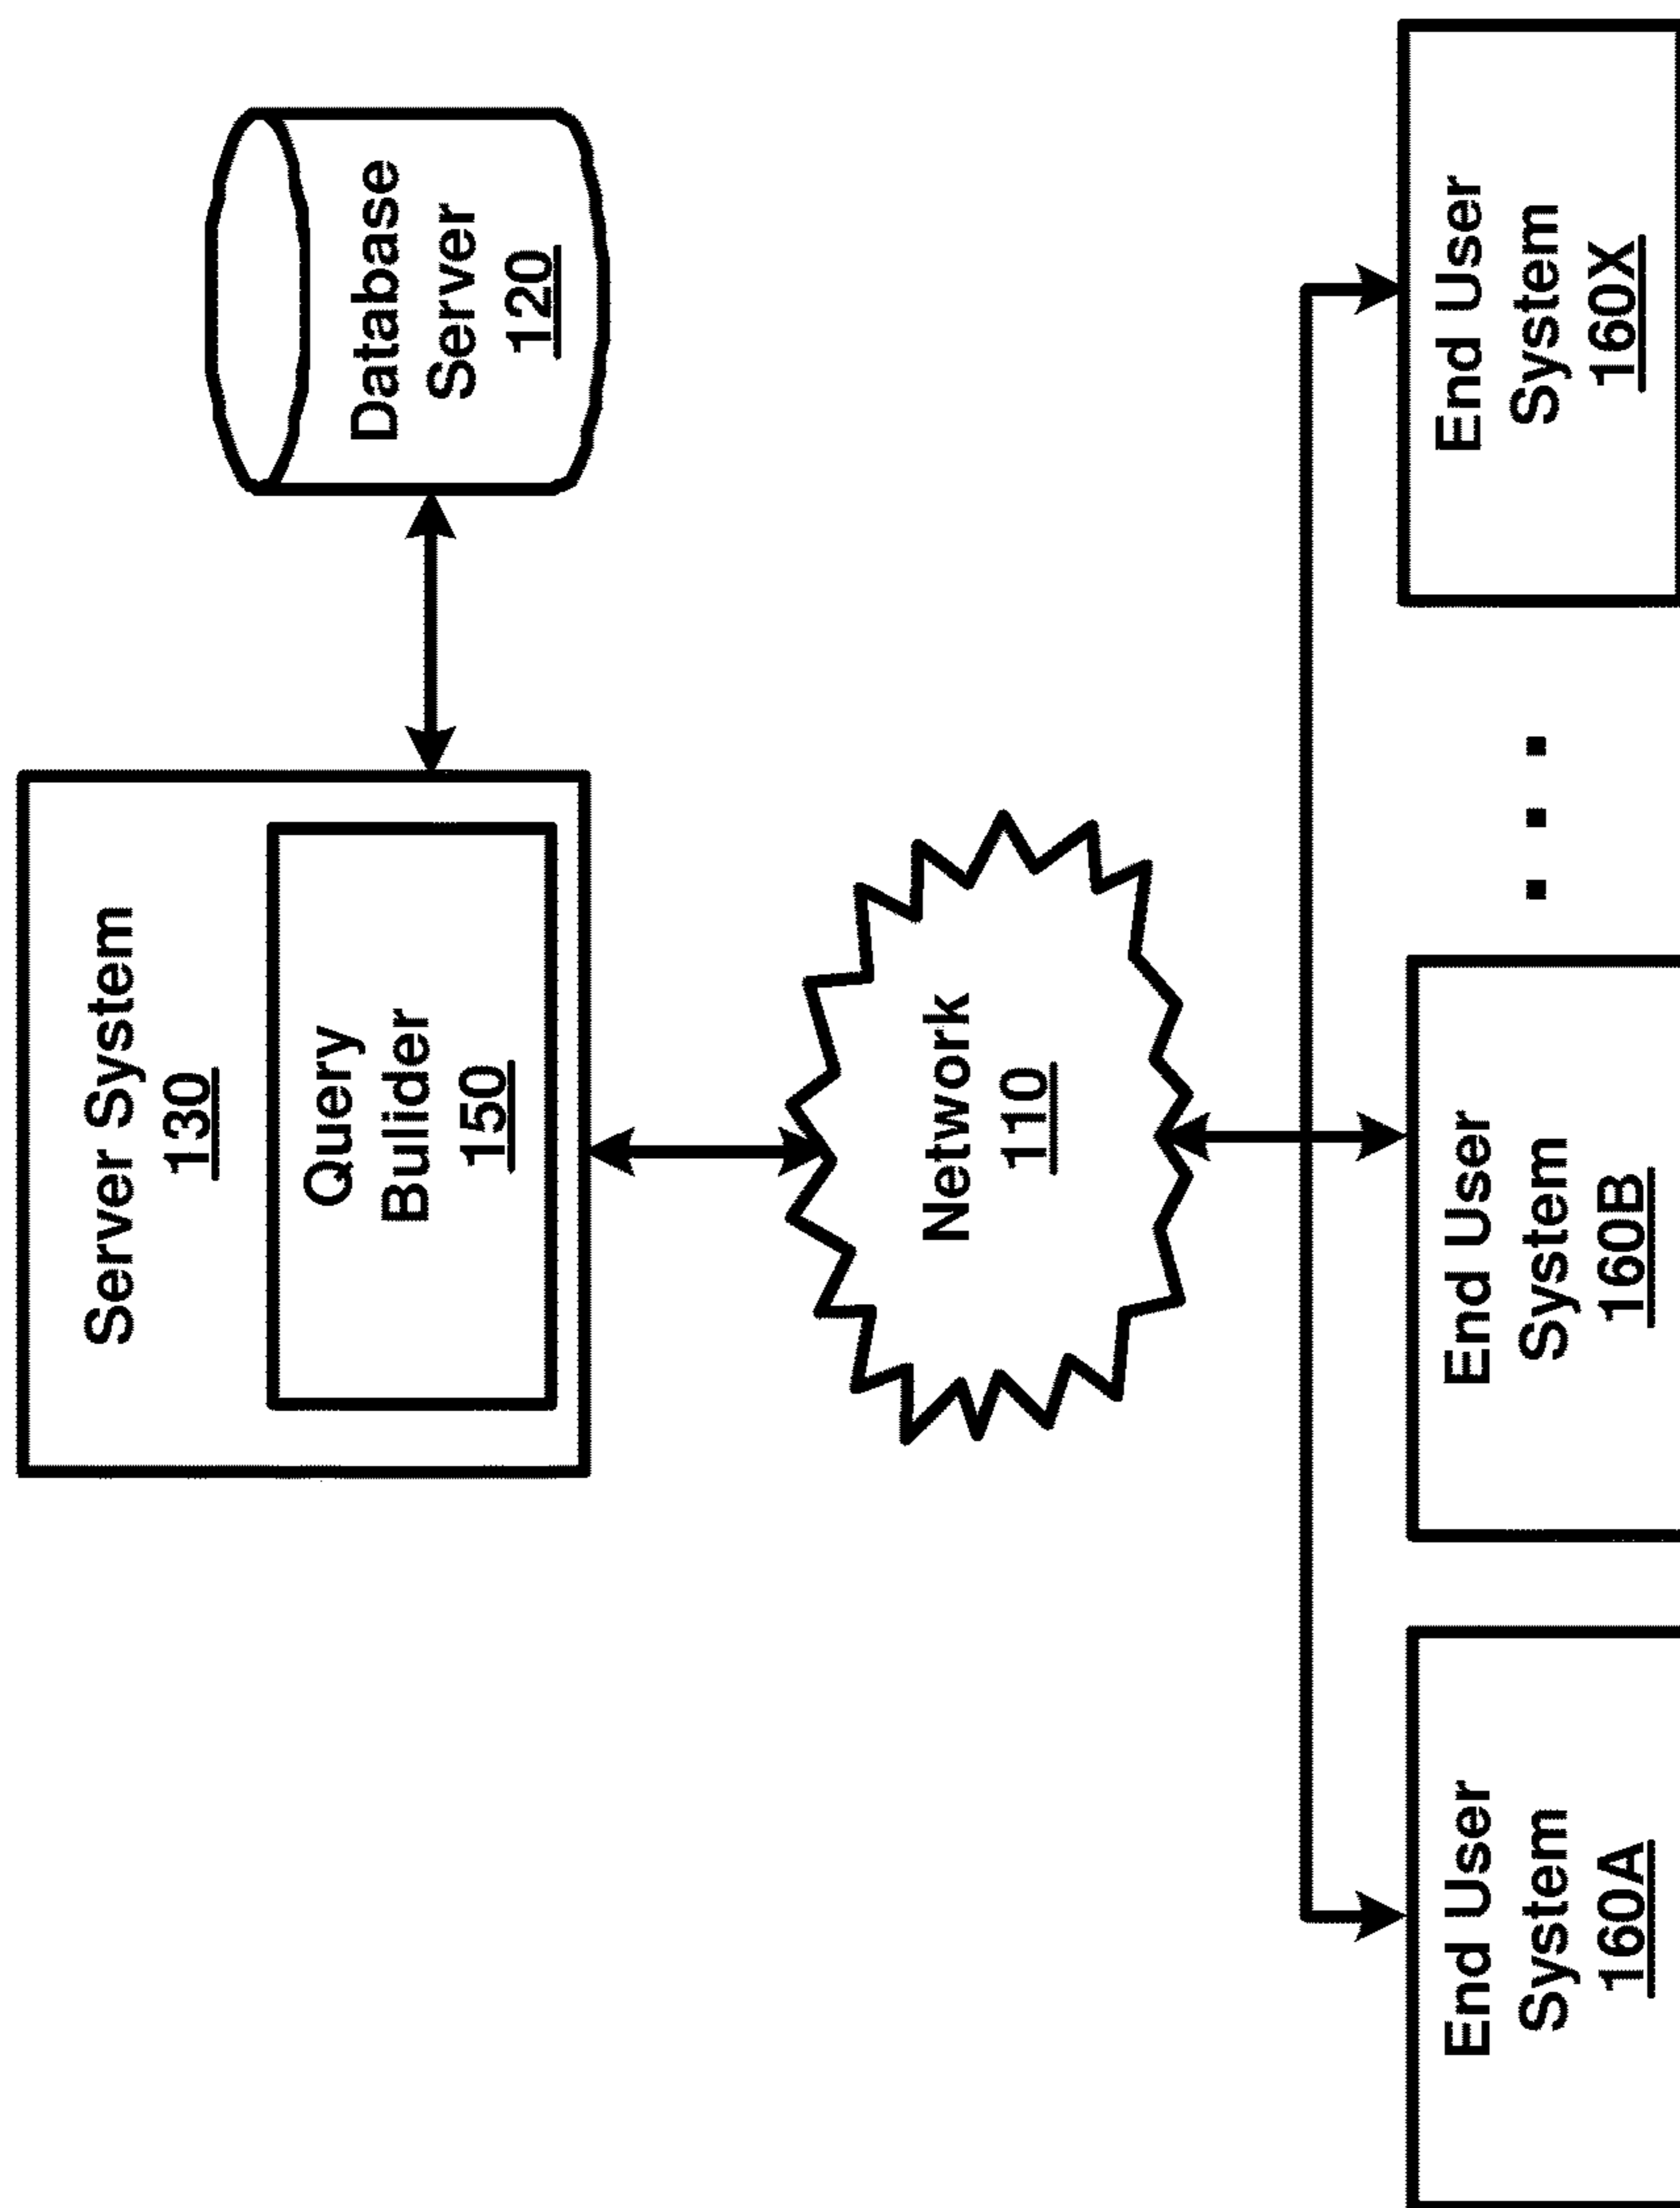 Server System
130
Query
Bulider
150
Database
Server
120
Network
110
End User
System
160A
End User
System
160B
. . .
End User
System
160X